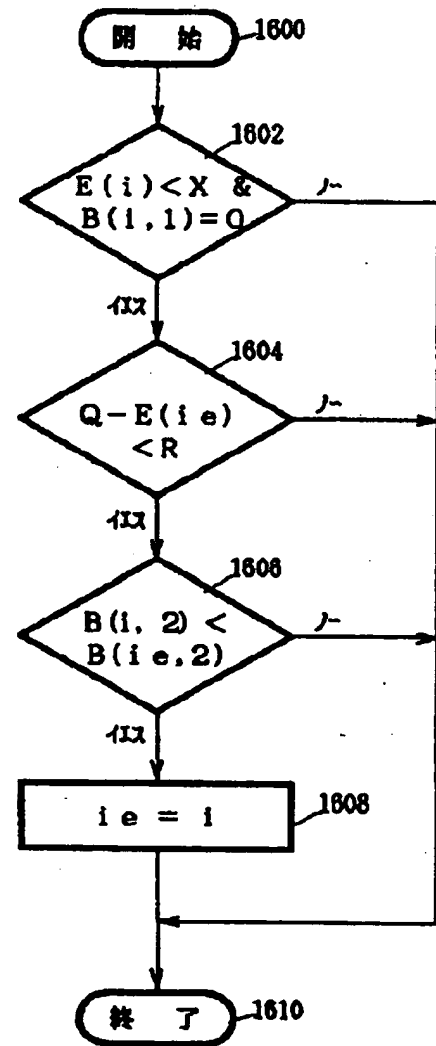 開 始
1600
1602
E(i)<X &
B(i,1)=0
ノー
イエス
1604
Q-E(ie)
<R
ノー
イエス
1606
B(i,2)<
B(ie,2)
ノー
イエス
ie = i
1608
終 了
1610